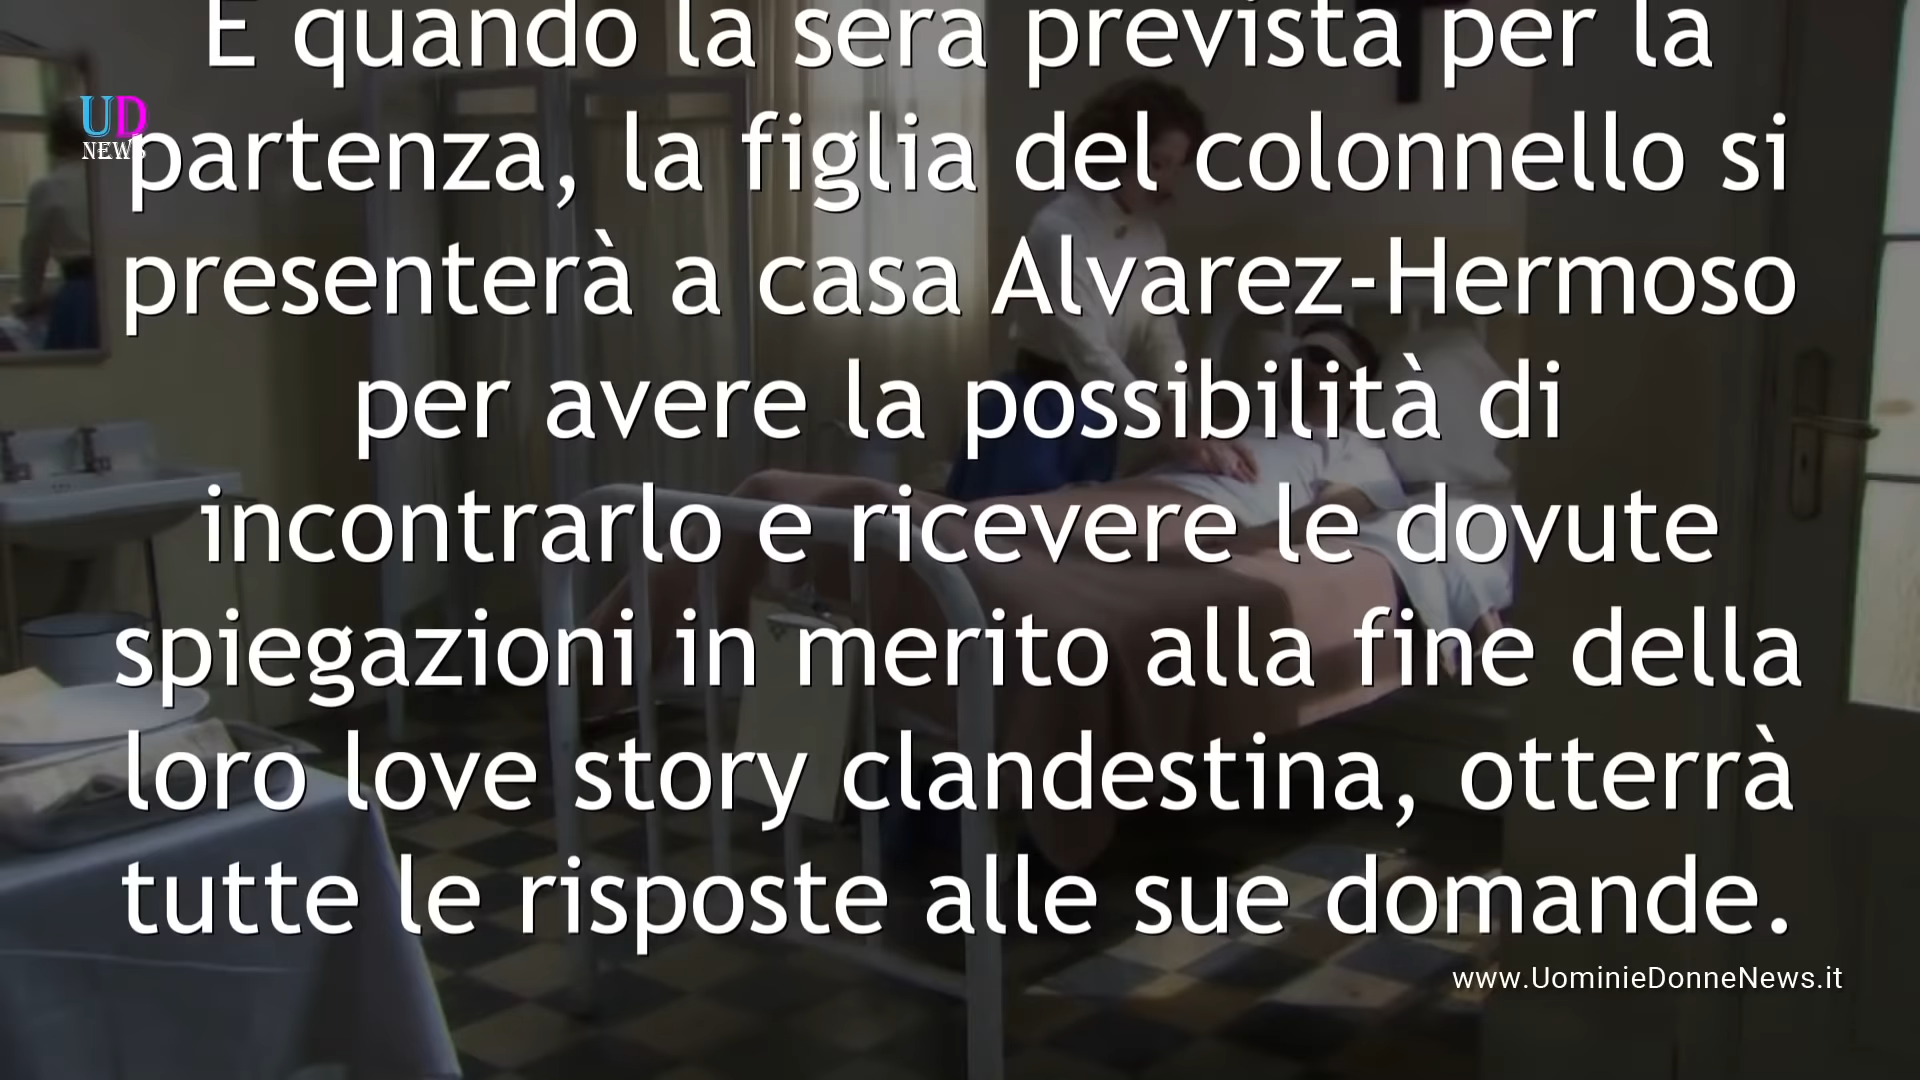 E quando la sera prevista per la
UD
NEWS
partenza, la figlia del colonnello si
presenterà a casa Alvarez-Hermoso
per avere la possibilità di
incontrarlo e ricevere le dovute
spiegazioni in merito alla fine della
loro love story clandestina, otterrà
tutte le risposte alle sue domande.
www.UominieDonneNews.it